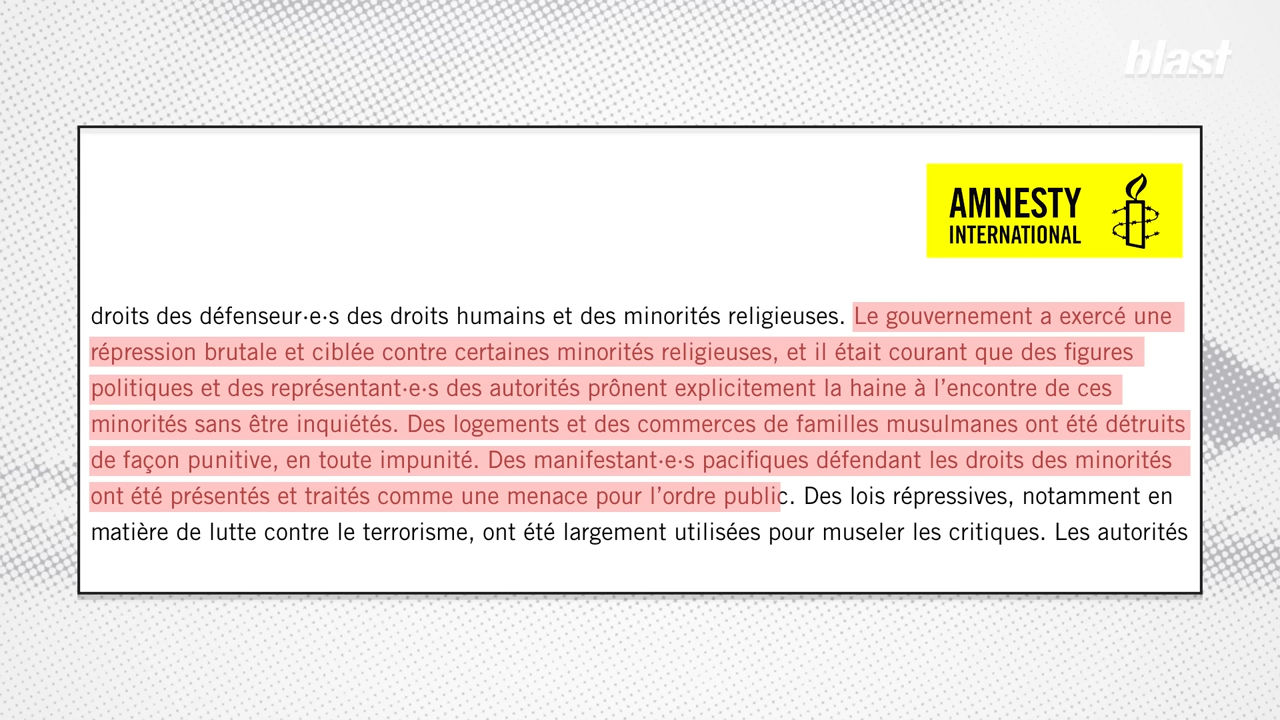 blast
AMNESTY
INTERNATIONAL
droits des défenseur·e·s des droits humains et des minorités religieuses. Le gouvernement a exercé une
répression brutale et ciblée contre certaines minorités religieuses, et il était courant que des figures
politiques et des représentant·e·s des autorités prônent explicitement la haine à l’encontre de ces
minorités sans être inquiétés. Des logements et des commerces de familles musulmanes ont été détruits
de façon punitive, en toute impunité. Des manifestant·e·s pacifiques défendant les droits des minorités
ont été présentés et traités comme une menace pour l’ordre public. Des lois répressives, notamment en
matière de lutte contre le terrorisme, ont été largement utilisées pour museler les critiques. Les autorités